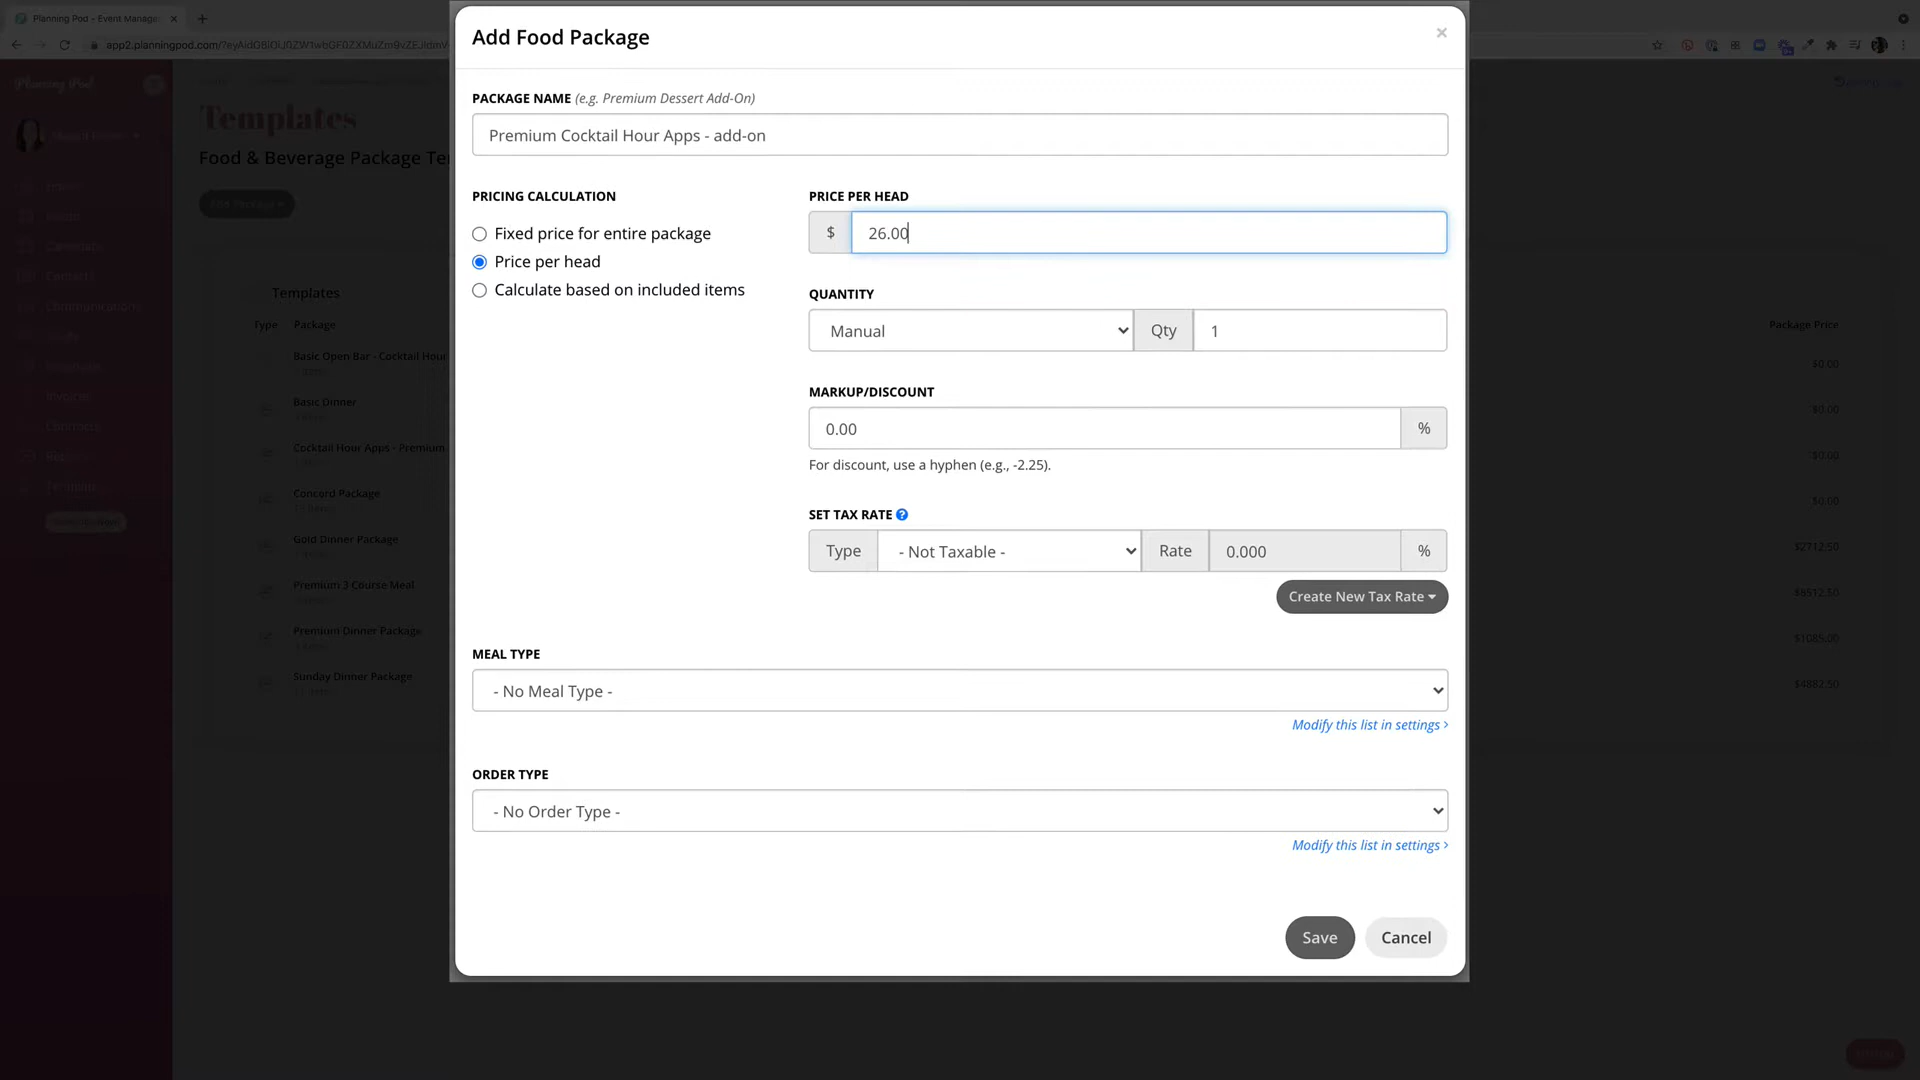 Planning Pod - Event Manage
app2.planningpod.com/?
Planning Pod
Templates
Food & Beverage Package Te
Add Package
Contacts
Communications
Invoices
Contracts
Templates
Type Package Package Price
Basic Open Bar - Cocktail Hour $0.00
Basic Dinner $0.00
Cocktail Hour Apps - Premium $0.00
Concord Package $0.00
Gold Dinner Package $2712.50
Premium 3 Course Meal $8512.50
Premium Dinner Package $1085.00
Sunday Dinner Package $4882.50
Add Food Package
×
PACKAGE NAME (e.g. Premium Dessert Add-On)
Premium Cocktail Hour Apps - add-on
PRICING CALCULATION
Fixed price for entire package
Price per head
Calculate based on included items
PRICE PER HEAD
$ 26.00
QUANTITY
Manual Qty 1
MARKUP/DISCOUNT
0.00 %
For discount, use a hyphen (e.g., -2.25).
SET TAX RATE ?
Type - Not Taxable - Rate 0.000 %
Create New Tax Rate
MEAL TYPE
- No Meal Type -
Modify this list in settings ›
ORDER TYPE
- No Order Type -
Modify this list in settings ›
Save Cancel